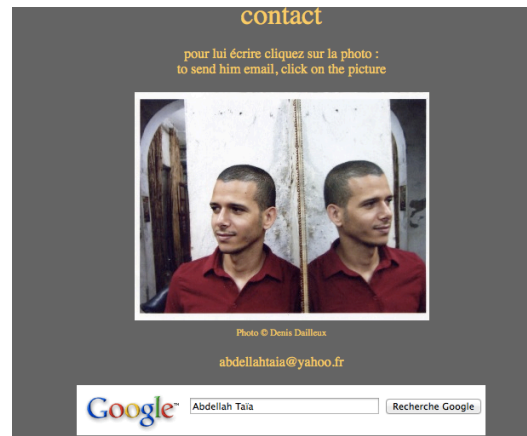 contact
pour lui écrire cliquez sur la photo :
to send him email, click on the picture
Photo © Denis Dailleux
abdellahtaia@yahoo.fr
Google™ Abdellah Taïa Recherche Google